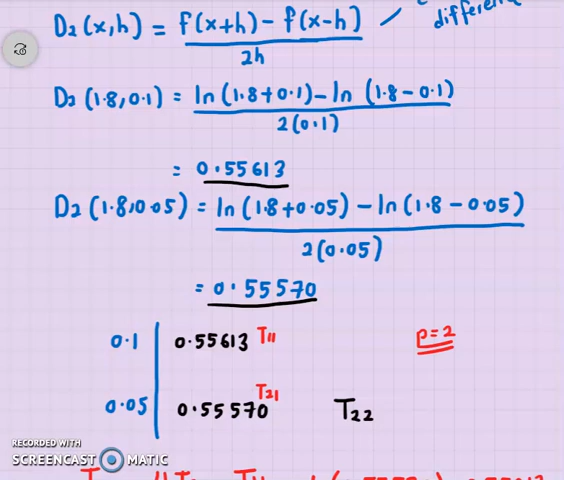 D2(x,h) = f(x+h) - f(x-h) / 2h
D2(1.8,0.1) = ln(1.8+0.1) - ln (1.8-0.1) / 2(0.1)
= 0.55613
D2(1.8,0.05) = ln(1.8+0.05) - ln(1.8-0.05) / 2(0.05)
= 0.55570
0.1 | 0.55613 T11 p=2
0.05 | 0.55570 T21 T22
RECORDED WITH
SCREENCAST MATIC